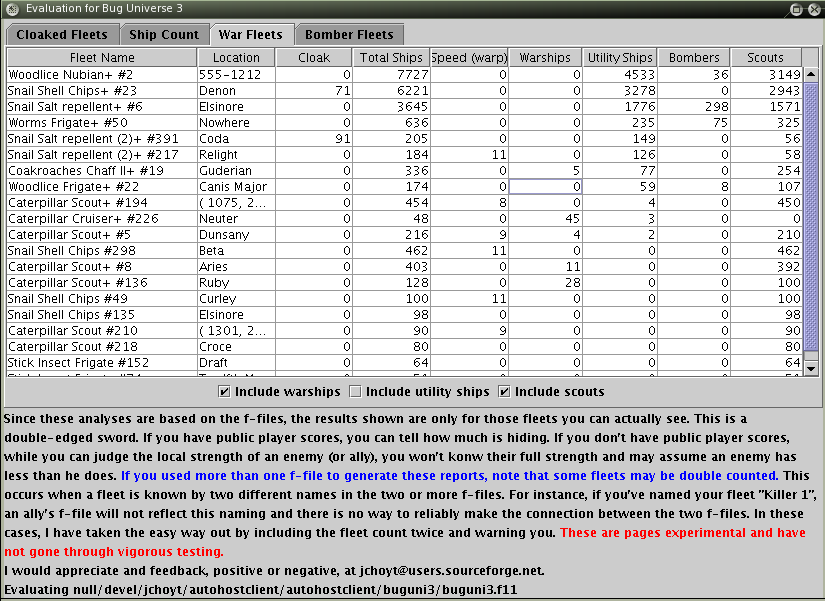 Evaluation for Bug Universe 3
Cloaked Fleets Ship Count War Fleets Bomber Fleets
Fleet Name Location Cloak Total Ships Speed (warp) Warships Utility Ships Bombers Scouts
Woodlice Nubian+ #2 555-1212 0 7727 0 0 4533 36 3149
Snail Shell Chips+ #23 Denon 71 6221 0 0 3278 0 2943
Snail Salt repellent+ #6 Elsinore 0 3645 0 0 1776 298 1571
Worms Frigate+ #50 Nowhere 0 636 0 0 235 75 325
Snail Salt repellent (2)+ #391 Coda 91 205 0 0 149 0 56
Snail Salt repellent (2)+ #217 Relight 0 184 11 0 126 0 58
Coakroaches Chaff II+ #19 Guderian 0 336 0 5 77 0 254
Woodlice Frigate+ #22 Canis Major 0 174 0 0 59 8 107
Caterpillar Scout+ #194 ( 1075, 2... 0 454 8 0 4 0 450
Caterpillar Cruiser+ #226 Neuter 0 48 0 45 3 0 0
Caterpillar Scout+ #5 Dunsany 0 216 9 4 2 0 210
Snail Shell Chips #298 Beta 0 462 11 0 0 0 462
Caterpillar Scout+ #8 Aries 0 403 0 11 0 0 392
Caterpillar Scout+ #136 Ruby 0 128 0 28 0 0 100
Snail Shell Chips #49 Curley 0 100 11 0 0 0 100
Snail Shell Chips #135 Elsinore 0 98 0 0 0 0 98
Caterpillar Scout #210 ( 1301, 2... 0 90 9 0 0 0 90
Caterpillar Scout #218 Croce 0 80 0 0 0 0 80
Stick Insect Frigate #152 Draft 0 64 0 0 0 0 64
Include warships Include utility ships Include scouts
Since these analyses are based on the f-files, the results shown are only for those fleets you can actually see. This is a
double-edged sword. If you have public player scores, you can tell how much is hiding. If you don't have public player scores,
while you can judge the local strength of an enemy (or ally), you won't konw their full strength and may assume an enemy has
less than he does. If you used more than one f-file to generate these reports, note that some fleets may be double counted. This
occurs when a fleet is known by two different names in the two or more f-files. For instance, if you've named your fleet "Killer 1",
an ally's f-file will not reflect this naming and there is no way to reliably make the connection between the two f-files. In these
cases, I have taken the easy way out by including the fleet count twice and warning you. These are pages experimental and have
not gone through vigorous testing.
I would appreciate and feedback, positive or negative, at jchoyt@users.sourceforge.net.
Evaluating null/devel/jchoyt/autohostclient/autohostclient/buguni3/buguni3.f11